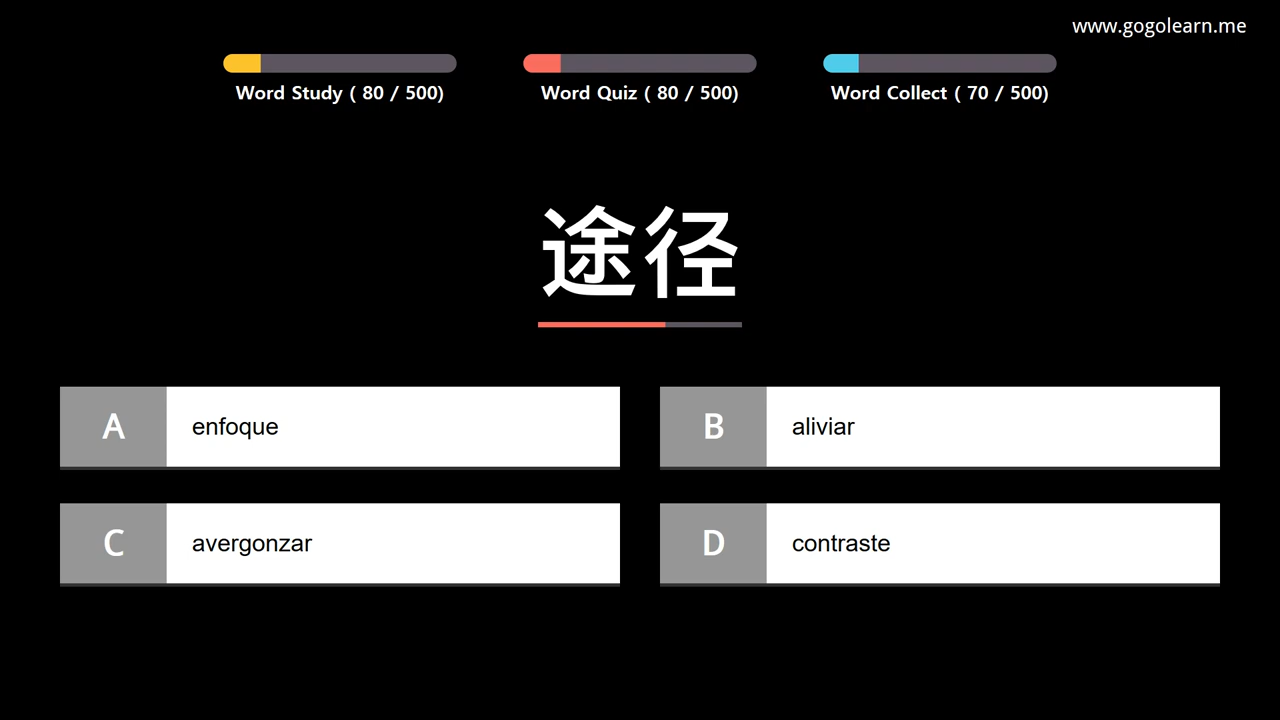 www.gogolearn.me
Word Study ( 80 / 500)
Word Quiz ( 80 / 500)
Word Collect ( 70 / 500)
途径
A enfoque
B aliviar
C avergonzar
D contraste